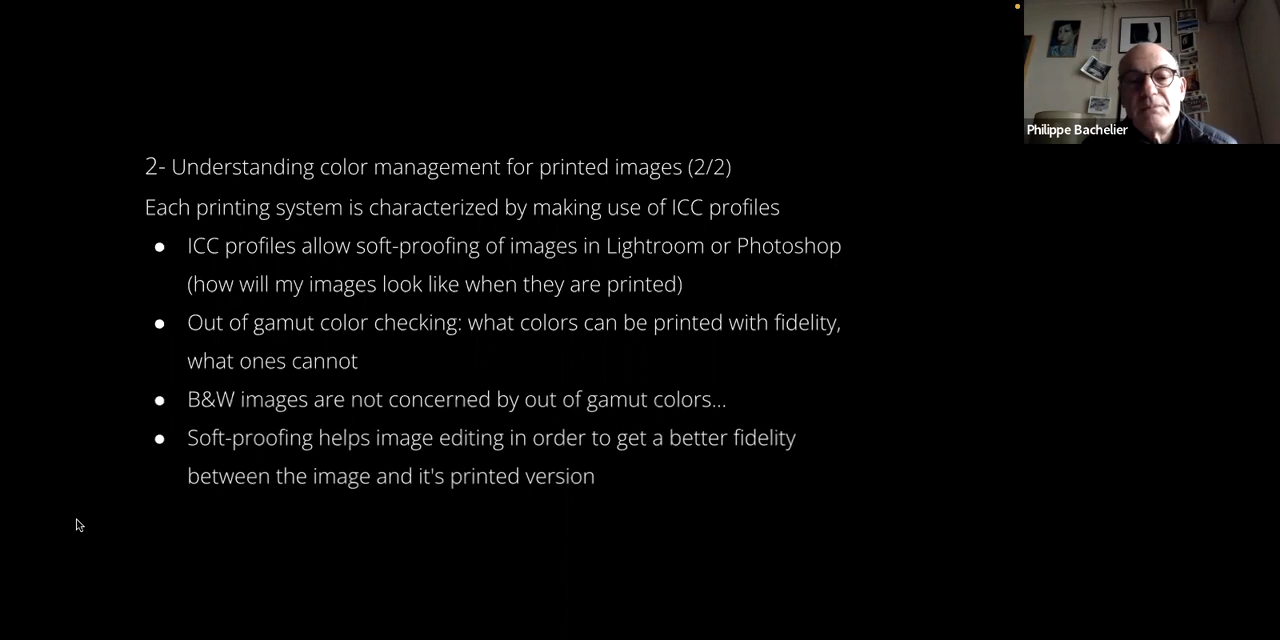 2- Understanding color management for printed images (2/2)
Each printing system is characterized by making use of ICC profiles
● ICC profiles allow soft-proofing of images in Lightroom or Photoshop
(how will my images look like when they are printed)
● Out of gamut color checking: what colors can be printed with fidelity,
what ones cannot
● B&W images are not concerned by out of gamut colors...
● Soft-proofing helps image editing in order to get a better fidelity
between the image and it's printed version
Philippe Bachelier